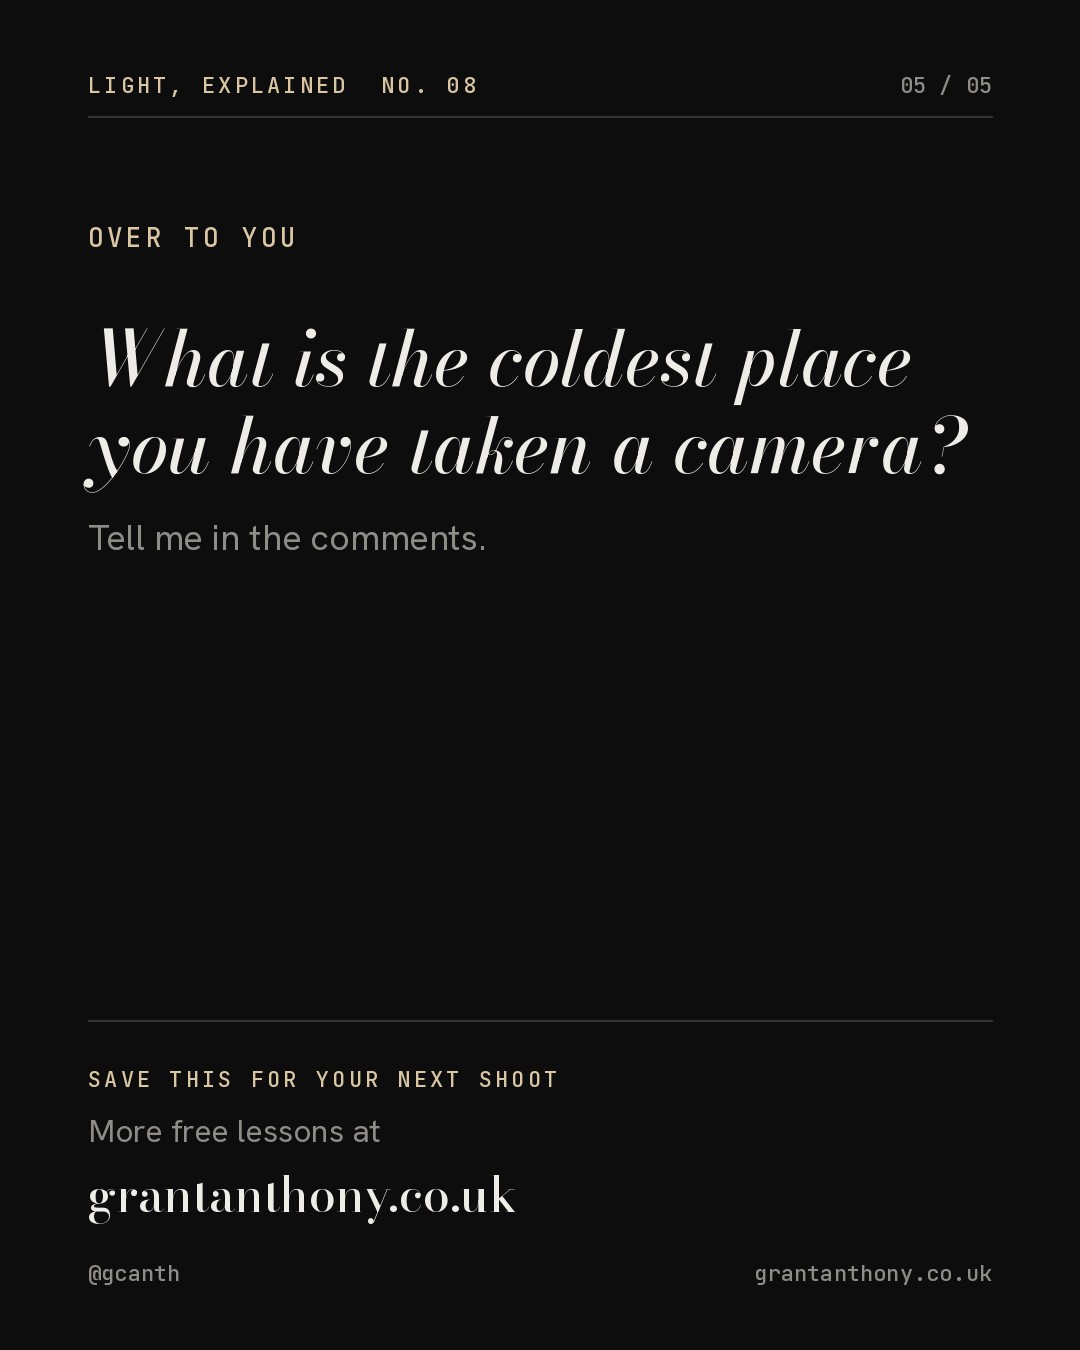 LIGHT, EXPLAINED NO. 08
05 / 05
OVER TO YOU
What is the coldest place
you have taken a camera?
Tell me in the comments.
SAVE THIS FOR YOUR NEXT SHOOT
More free lessons at
grantanthony.co.uk
@gcanth
grantanthony.co.uk